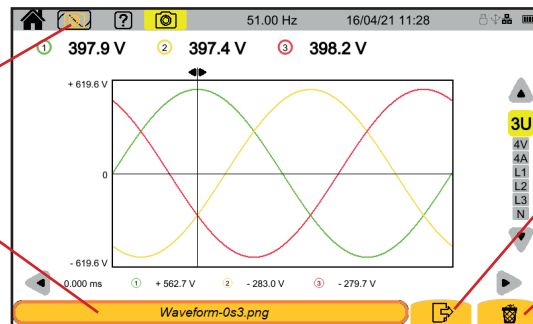 ? 51.00 Hz 16/04/21 11:28
1 397.9 V 2 397.4 V 3 398.2 V
+ 619.6 V
0
- 619.6 V
3U
4V
4A
L1
L2
L3
N
0.000 ms 1 + 562.7 V 2 - 283.0 V 3 - 279.7 V
Waveform-0s3.png